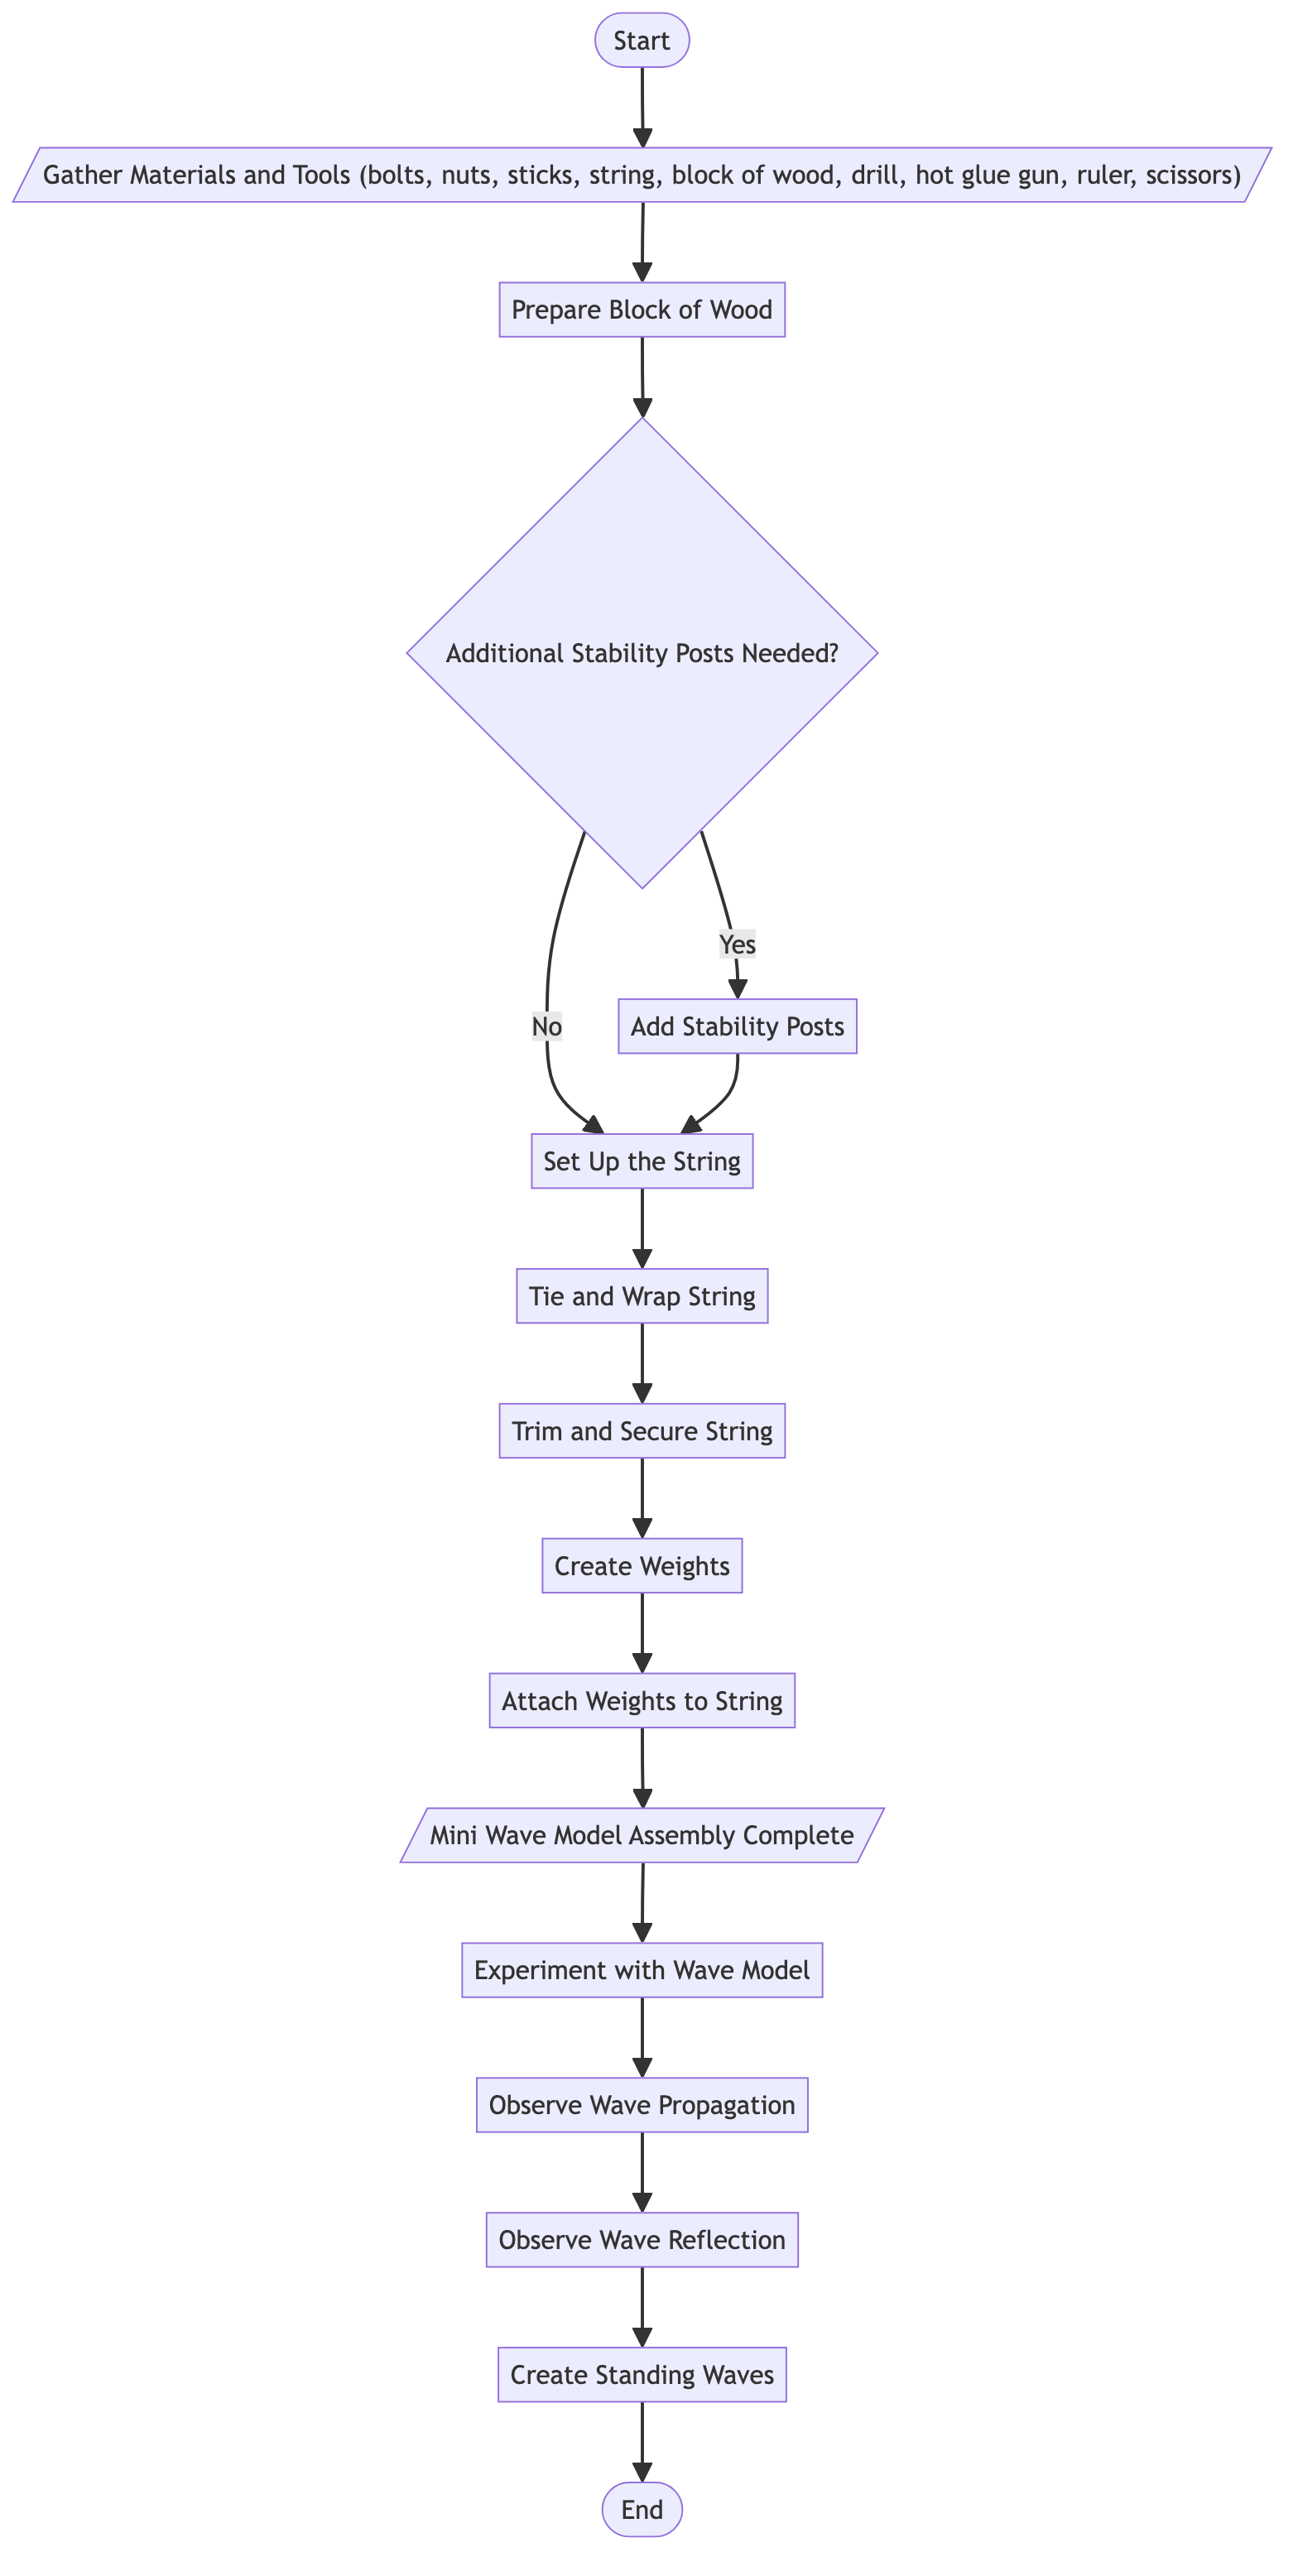 Start
Gather Materials and Tools (bolts, nuts, sticks, string, block of wood, drill, hot glue gun, ruler, scissors)
Prepare Block of Wood
Additional Stability Posts Needed?
Yes
No
Add Stability Posts
Set Up the String
Tie and Wrap String
Trim and Secure String
Create Weights
Attach Weights to String
Mini Wave Model Assembly Complete
Experiment with Wave Model
Observe Wave Propagation
Observe Wave Reflection
Create Standing Waves
End